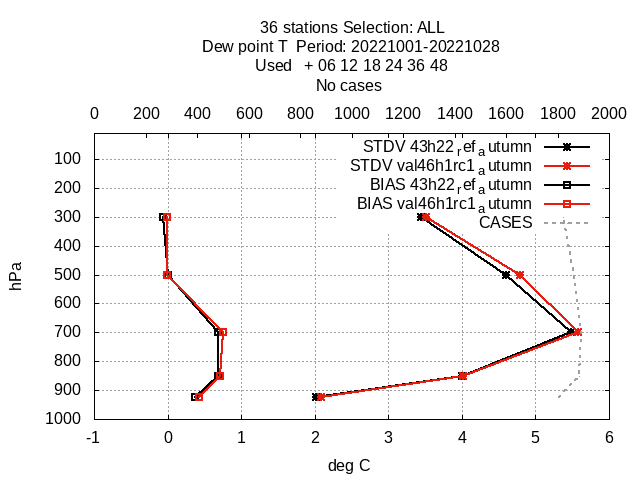 36 stations Selection: ALL
Dew point T  Period: 20221001-20221028
Used   + 06 12 18 24 36 48
No cases
0 200 400 600 800 1000 1200 1400 1600 1800 2000
STDV 43h22_ref_autumn
STDV val46h1rc1_autumn
BIAS 43h22_ref_autumn
BIAS val46h1rc1_autumn
CASES
100
200
300
400
500
600
700
800
900
1000
hPa
-1 0 1 2 3 4 5 6
deg C